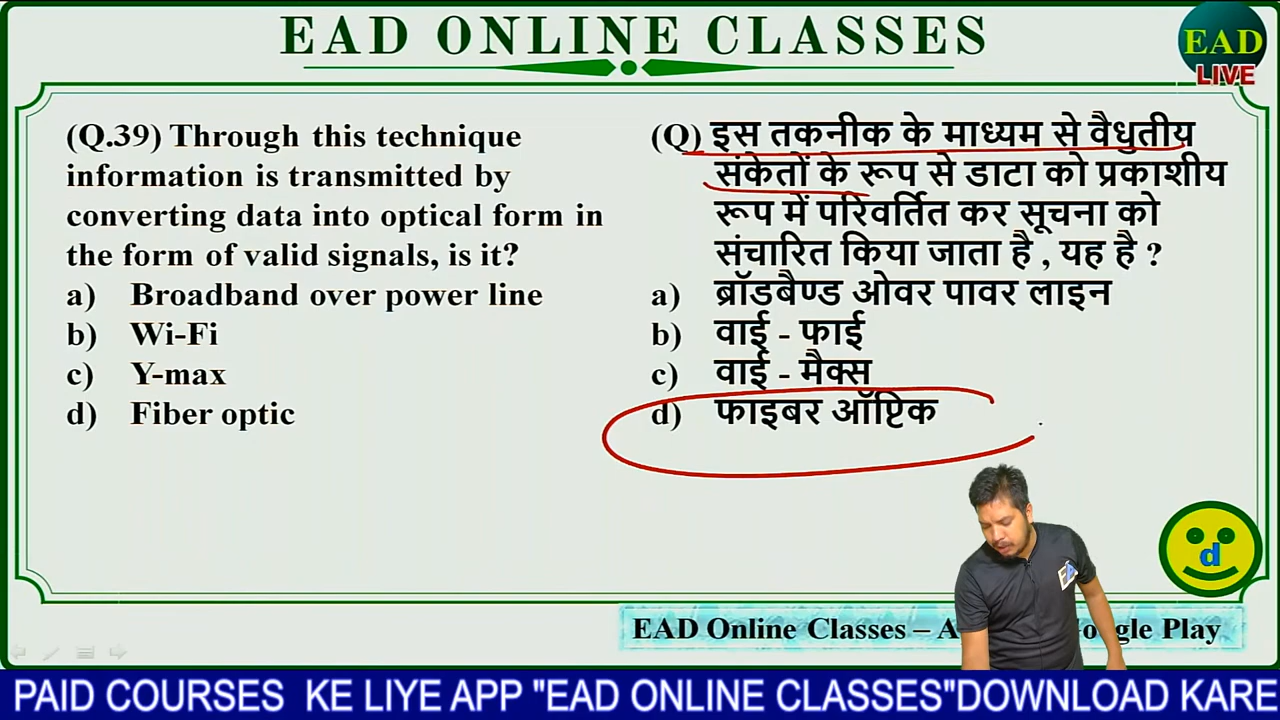 EAD ONLINE CLASSES
EAD
LIVE
(Q.39) Through this technique
information is transmitted by
converting data into optical form in
the form of valid signals, is it?
a) Broadband over power line
b) Wi-Fi
c) Y-max
d) Fiber optic
(Q) इस तकनीक के माध्यम से वैधुतीय
संकेतों के रूप से डाटा को प्रकाशीय
रूप में परिवर्तित कर सूचना को
संचारित किया जाता है , यह है ?
a) ब्रॉडबैण्ड ओवर पावर लाइन
b) वाई - फाई
c) वाई - मैक्स
d) फाइबर ऑप्टिक
d
EAD Online Classes – Google Play
PAID COURSES KE LIYE APP "EAD ONLINE CLASSES"DOWNLOAD KARE